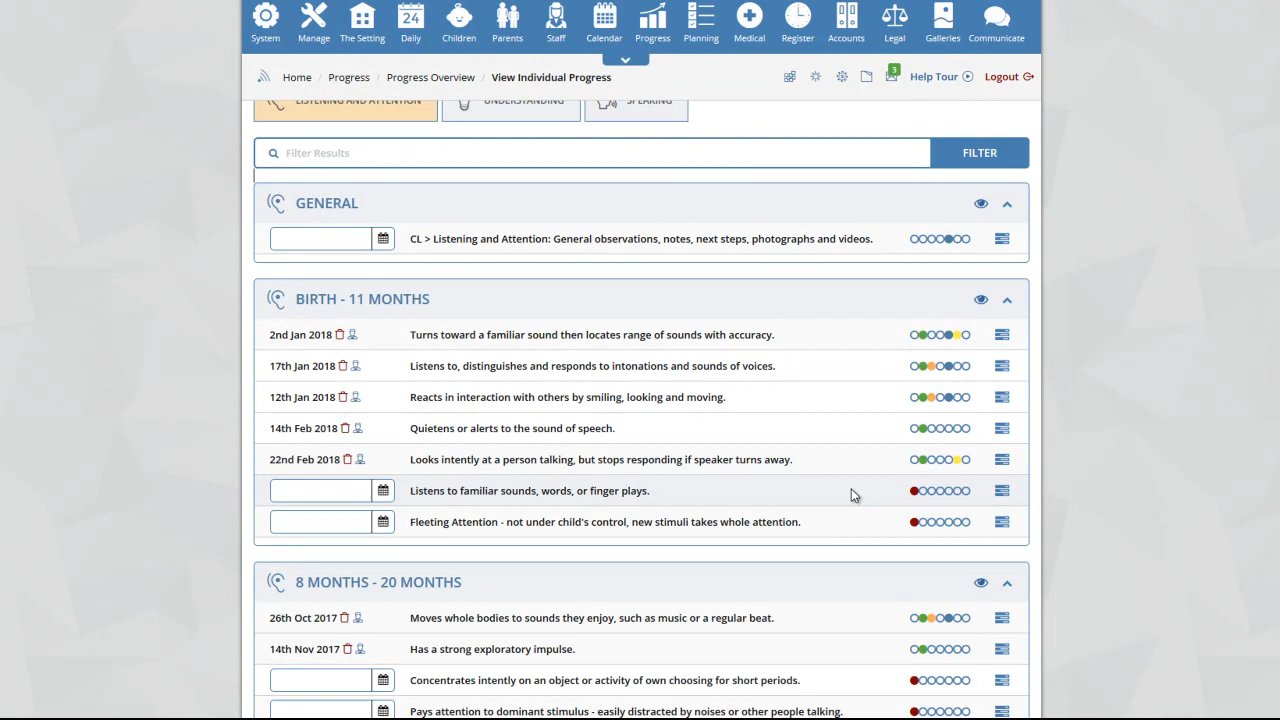 System Manage The Setting 24 Daily Children Parents Staff Calendar Progress Planning Medical Register Accounts Legal Galleries Communicate
Home / Progress / Progress Overview / View Individual Progress 3 Help Tour Logout
LISTENING AND ATTENTION UNDERSTANDING SPEAKING
Filter Results FILTER
GENERAL
CL > Listening and Attention: General observations, notes, next steps, photographs and videos.
BIRTH - 11 MONTHS
2nd Jan 2018 Turns toward a familiar sound then locates range of sounds with accuracy.
17th Jan 2018 Listens to, distinguishes and responds to intonations and sounds of voices.
12th Jan 2018 Reacts in interaction with others by smiling, looking and moving.
14th Feb 2018 Quietens or alerts to the sound of speech.
22nd Feb 2018 Looks intently at a person talking, but stops responding if speaker turns away.
Listens to familiar sounds, words, or finger plays.
Fleeting Attention - not under child's control, new stimuli takes whole attention.
8 MONTHS - 20 MONTHS
26th Oct 2017 Moves whole bodies to sounds they enjoy, such as music or a regular beat.
14th Nov 2017 Has a strong exploratory impulse.
Concentrates intently on an object or activity of own choosing for short periods.
Pays attention to dominant stimulus - easily distracted by noises or other people talking.